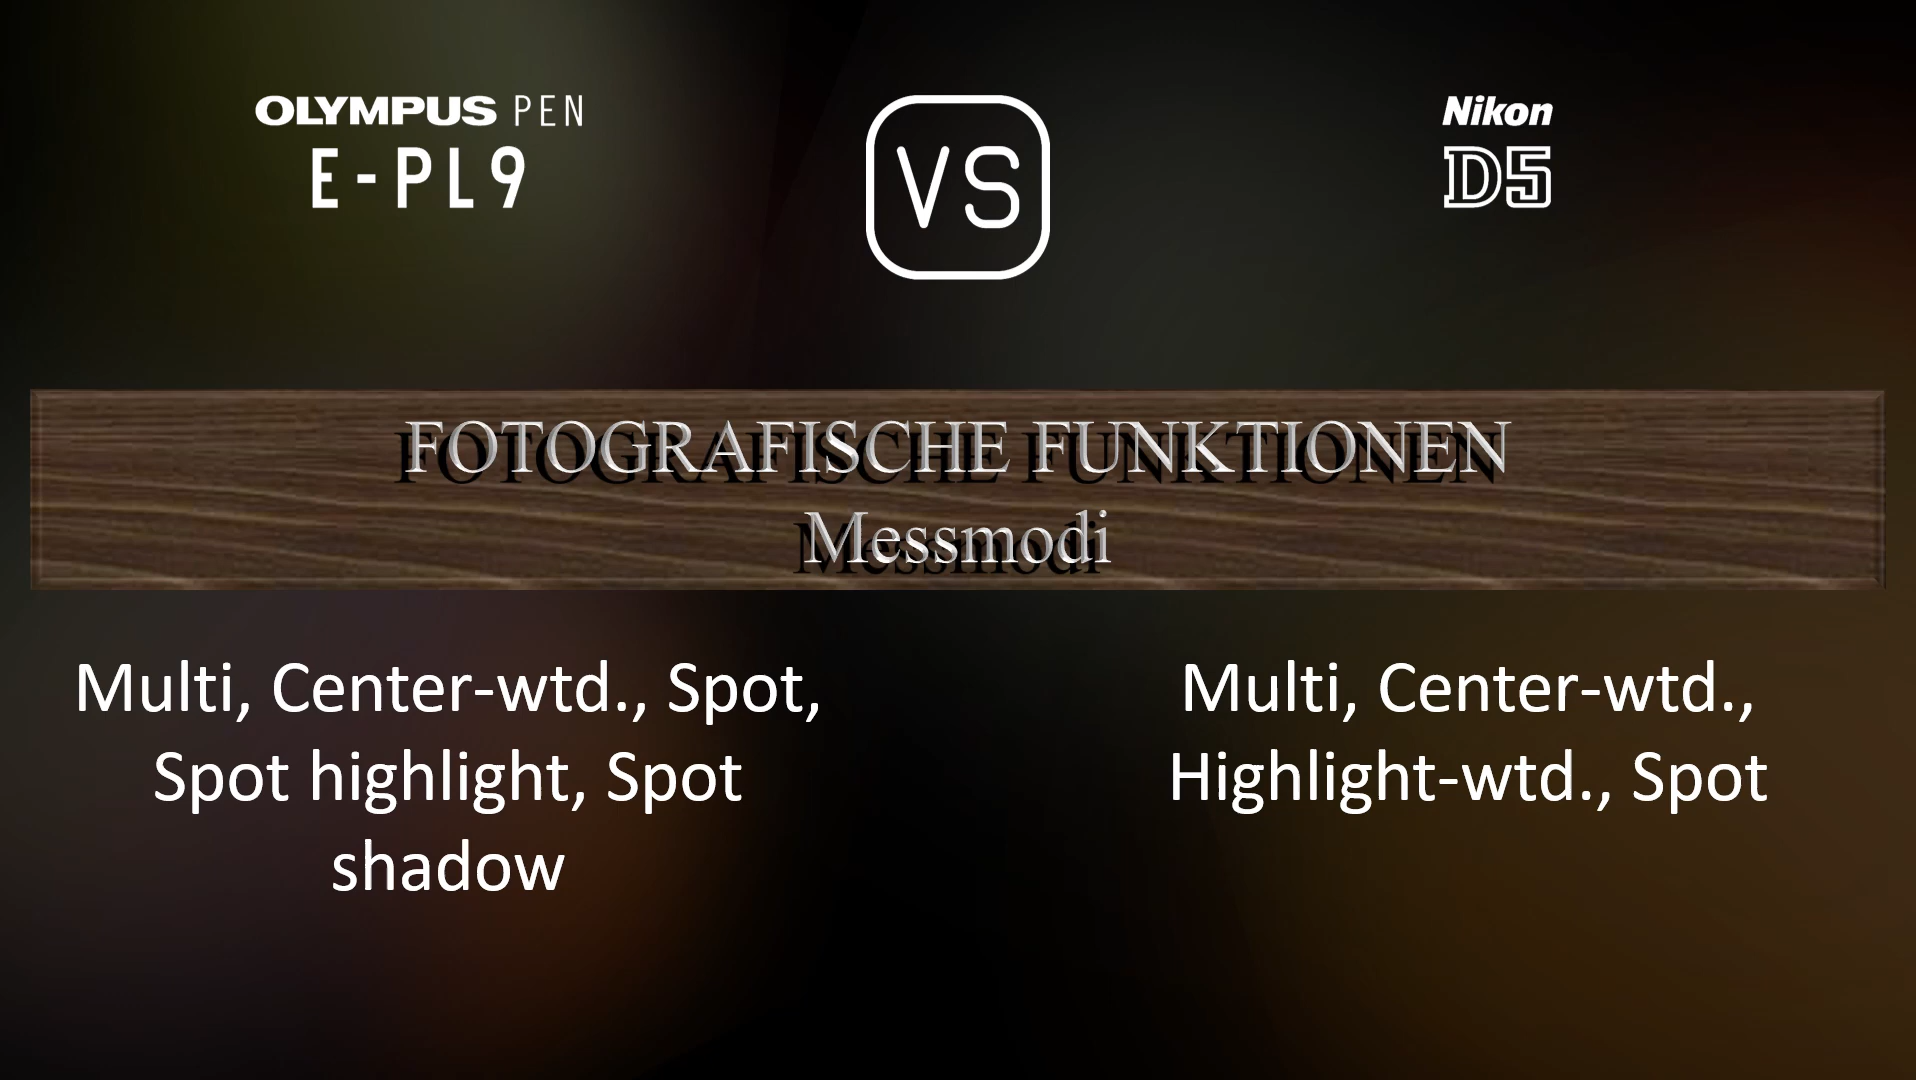 OLYMPUS PEN
E-PL9
VS
Nikon
D5
FOTOGRAFISCHE FUNKTIONEN
Messmodi
Multi, Center-wtd., Spot,
Spot highlight, Spot
shadow
Multi, Center-wtd.,
Highlight-wtd., Spot